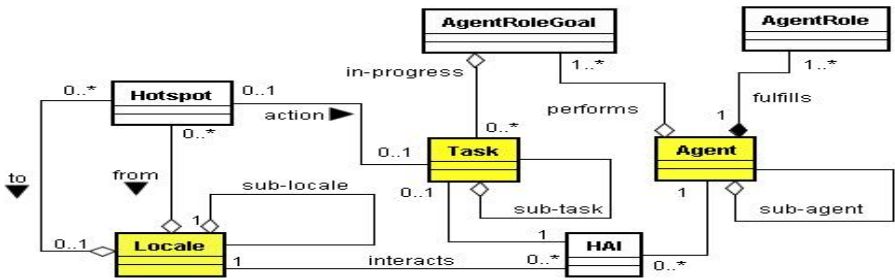 AgentRoleGoal
AgentRole
in-progress
1..*
1..*
0..*
Hotspot
0..1
performs
fulfills
action
1
0..*
0..*
0..1
Task
Agent
to
from
sub-locale
0..1
1
1
sub-task
sub-agent
0..1
Locale
1
HAI
1
interacts
0..*
0..*